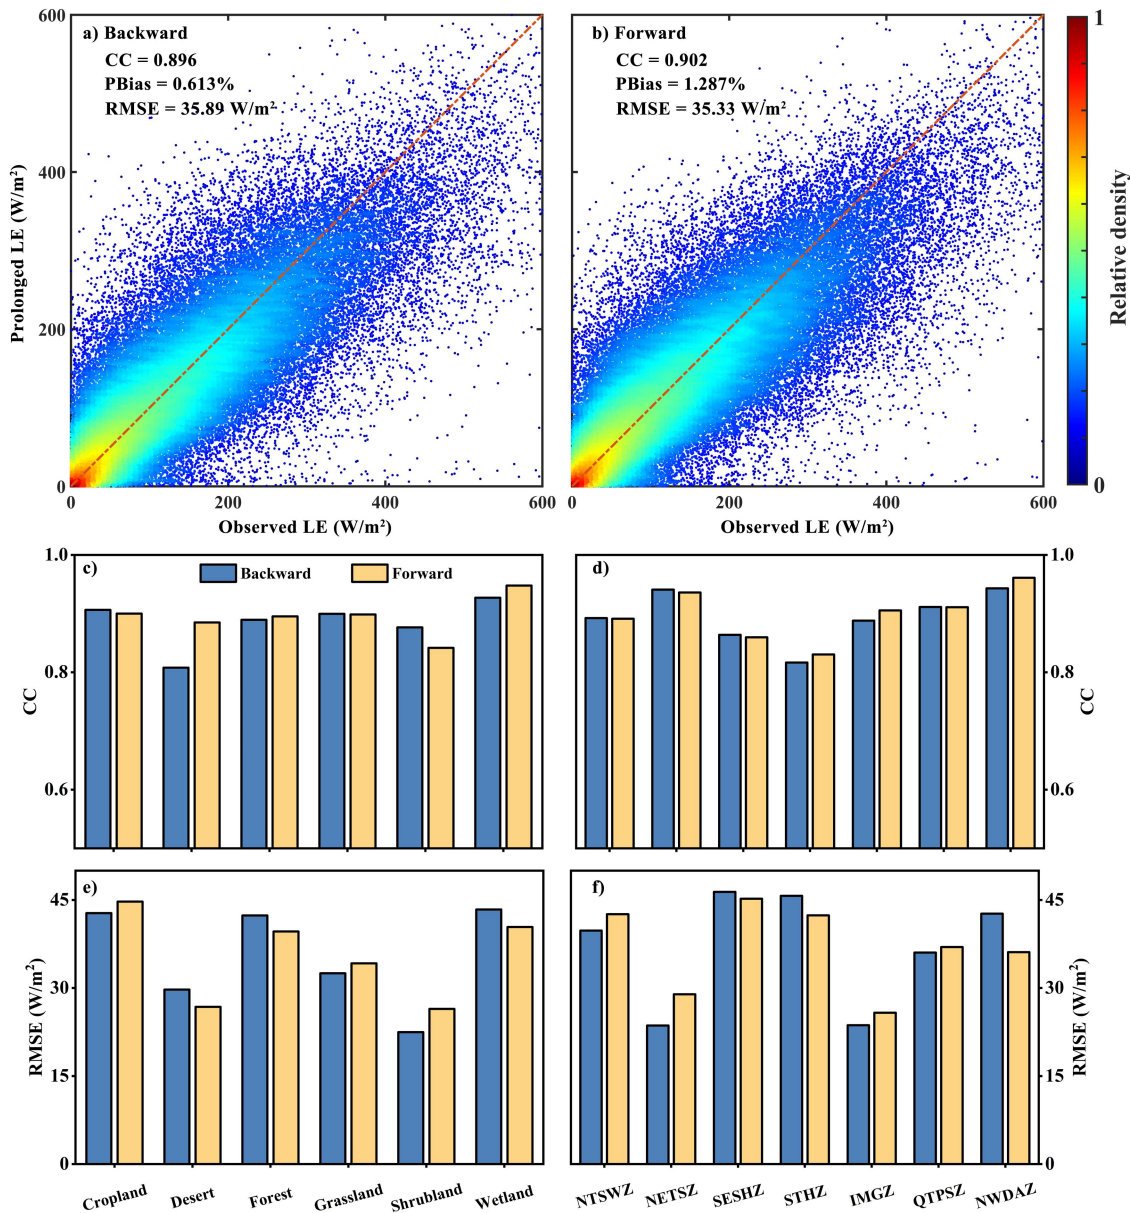 a) Backward
CC = 0.896
PBias = 0.613%
RMSE = 35.89 W/m²
600
400
200
0
Prolonged LE (W/m²)
0
200
400
600
Observed LE (W/m²)
b) Forward
CC = 0.902
PBias = 1.287%
RMSE = 35.33 W/m²
0
200
400
600
Observed LE (W/m²)
1
0
Relative density
c)
Backward
Forward
1.0
0.8
0.6
CC
d)
1.0
0.8
0.6
CC
e)
45
30
15
0
RMSE (W/m²)
Cropland
Desert
Forest
Grassland
Shrubland
Wetland
f)
45
30
15
0
RMSE (W/m²)
NTSWZ
NETSZ
SESHZ
STHZ
IMGZ
QTPSZ
NWDAZ